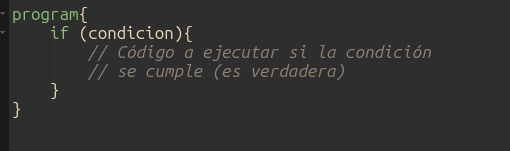 program{
if (condicion){
// Código a ejecutar si la condición
// se cumple (es verdadera)
}
}